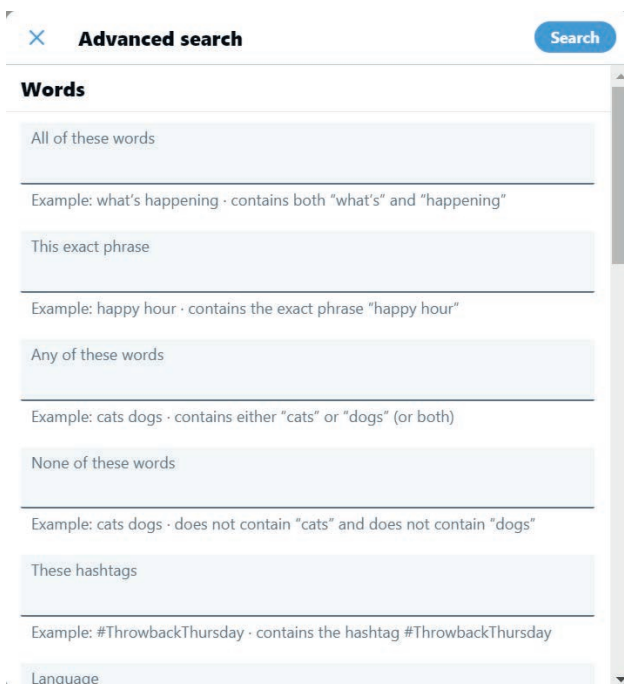 Advanced search
Search
Words
All of these words
Example: what’s happening · contains both “what’s” and “happening”
This exact phrase
Example: happy hour · contains the exact phrase “happy hour”
Any of these words
Example: cats dogs · contains either “cats” or “dogs” (or both)
None of these words
Example: cats dogs · does not contain “cats” and does not contain “dogs”
These hashtags
Example: #ThrowbackThursday · contains the hashtag #ThrowbackThursday
Language